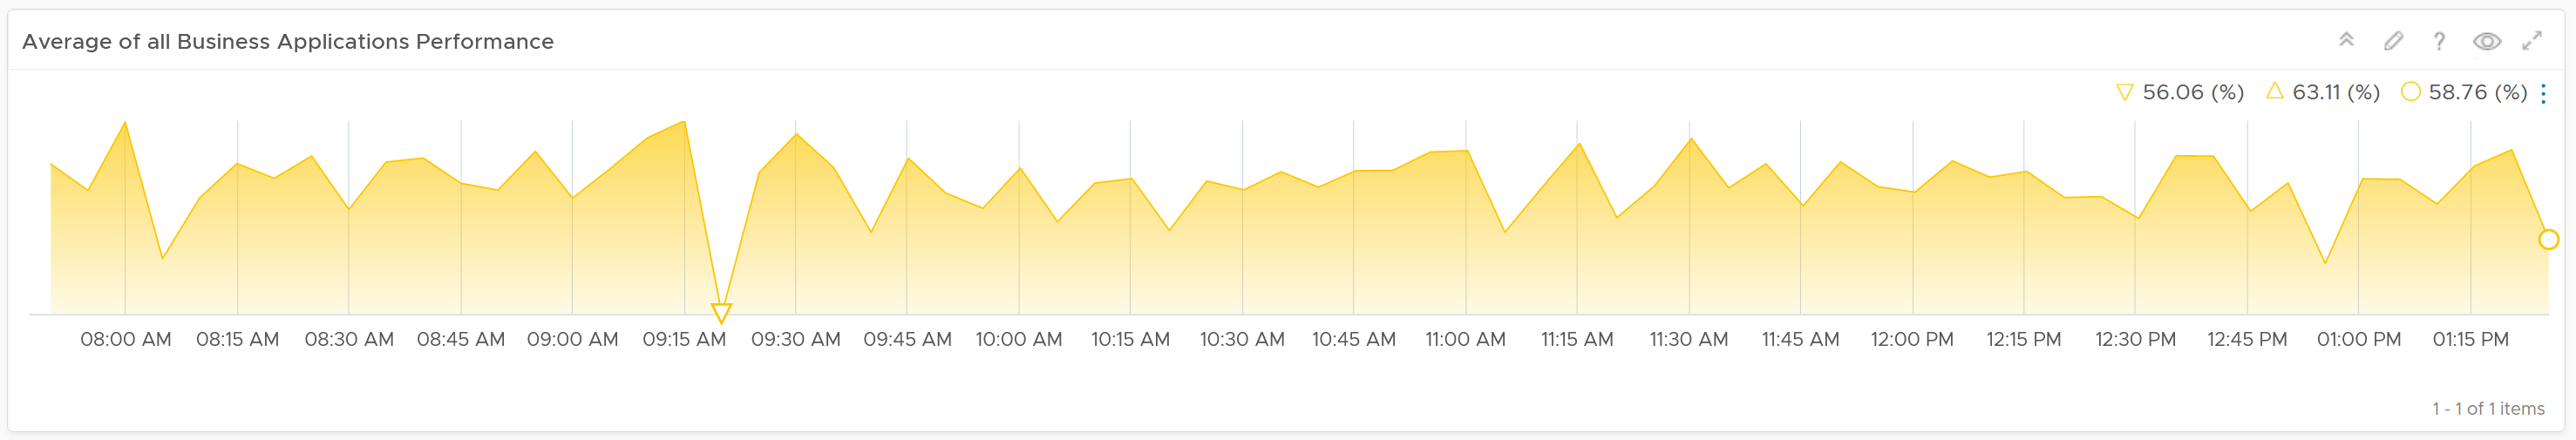 Average of all Business Applications Performance
?
56.06 (%) 63.11 (%) 58.76 (%)
08:00 AM 08:15 AM 08:30 AM 08:45 AM 09:00 AM 09:15 AM 09:30 AM 09:45 AM 10:00 AM 10:15 AM 10:30 AM 10:45 AM 11:00 AM 11:15 AM 11:30 AM 11:45 AM 12:00 PM 12:15 PM 12:30 PM 12:45 PM 01:00 PM 01:15 PM
1 - 1 of 1 items